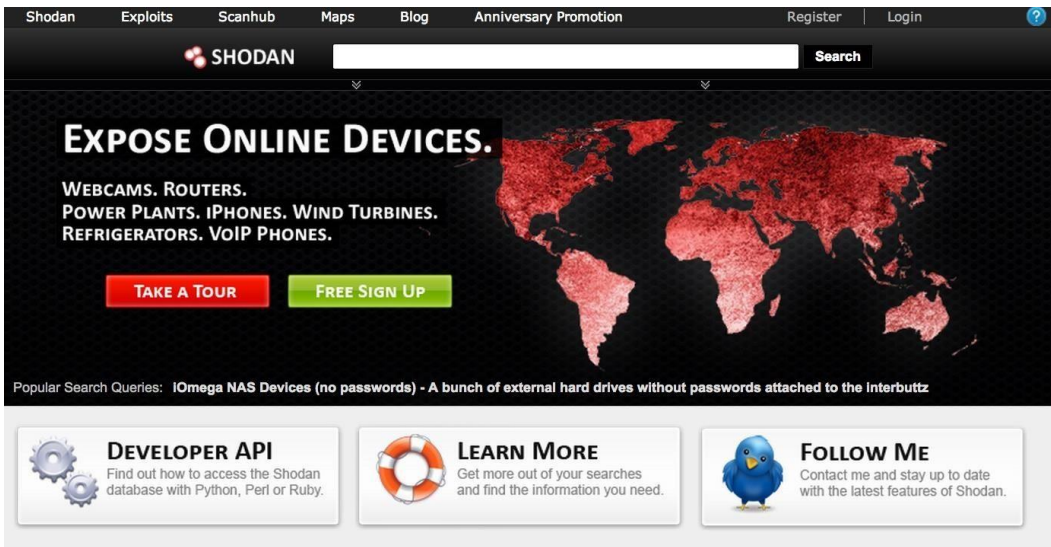 Shodan Exploits Scanhub Maps Blog Anniversary Promotion Register Login ?
SHODAN Search
EXPOSE ONLINE DEVICES.
WEBCAMS. ROUTERS.
POWER PLANTS. IPHONES. WIND TURBINES.
REFRIGERATORS. VOIP PHONES.
TAKE A TOUR FREE SIGN UP
Popular Search Queries: iOmega NAS Devices (no passwords) - A bunch of external hard drives without passwords attached to the interbuttz
DEVELOPER API
Find out how to access the Shodan
database with Python, Perl or Ruby.
LEARN MORE
Get more out of your searches
and find the information you need.
FOLLOW ME
Contact me and stay up to date
with the latest features of Shodan.